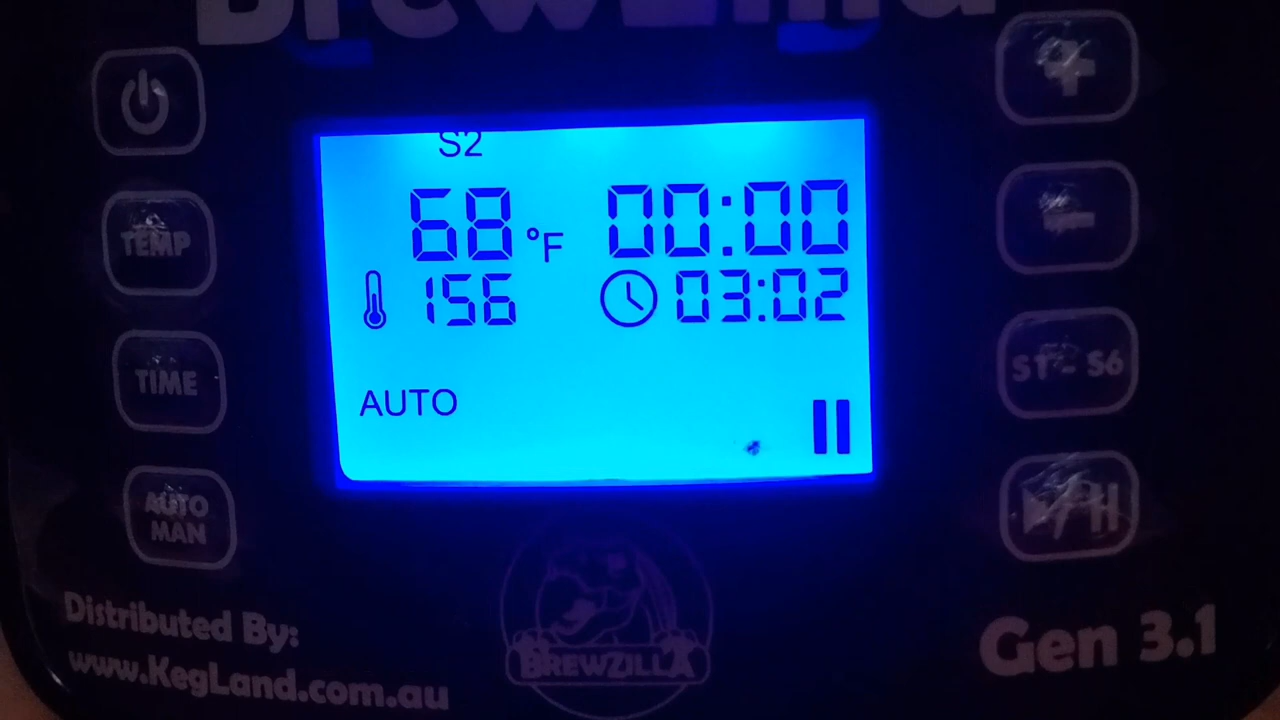 BrewZilla
S2
68 °F 00:00
156 03:02
AUTO
TEMP
TIME
AUTO
MAN
S1 - S6
Distributed By:
www.KegLand.com.au
BREWZILLA
Gen 3.1